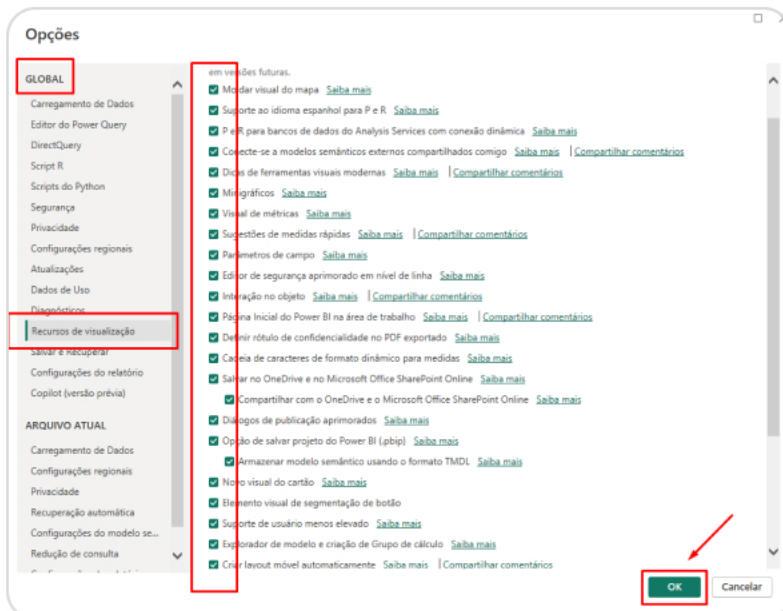 Opções
GLOBAL
Carregamento de Dados
Editor do Power Query
DirectQuery
Script R
Scripts do Python
Segurança
Privacidade
Configurações regionais
Atualizações
Dados de Uso
Diagnósticos
Recursos de visualização
Salvar e Recuperar
Configurações do relatório
Copilot (versão prévia)
ARQUIVO ATUAL
Carregamento de Dados
Configurações regionais
Privacidade
Recuperação automática
Configurações do modelo se...
Redução de consulta
em versões futuras.
Moldar visual do mapa Saiba mais
Suporte ao idioma espanhol para P e R Saiba mais
P e R para bancos de dados do Analysis Services com conexão dinâmica Saiba mais
Conecte-se a modelos semânticos externos compartilhados comigo Saiba mais | Compartilhar comentários
Dicas de ferramentas visuais modernas Saiba mais | Compartilhar comentários
Minigráficos Saiba mais
Visual de métricas Saiba mais
Sugestões de medidas rápidas Saiba mais | Compartilhar comentários
Parâmetros de campo Saiba mais
Editor de segurança aprimorado em nível de linha Saiba mais
Interação no objeto Saiba mais | Compartilhar comentários
Página Inicial do Power BI na área de trabalho Saiba mais | Compartilhar comentários
Definir rótulo de confidencialidade no PDF exportado Saiba mais
Cadeia de caracteres de formato dinâmico para medidas Saiba mais
Salvar no OneDrive e no Microsoft Office SharePoint Online Saiba mais
Compartilhar com o OneDrive e o Microsoft Office SharePoint Online Saiba mais
Diálogos de publicação aprimorados Saiba mais
Opção de salvar projeto do Power BI (.pbip) Saiba mais
Armazenar modelo semântico usando o formato TMDL Saiba mais
Novo visual do cartão Saiba mais
Elemento visual de segmentação de botão
Suporte de usuário menos elevado Saiba mais
Explorador de modelo e criação de Grupo de cálculo Saiba mais
Criar layout móvel automaticamente Saiba mais | Compartilhar comentários
OK
Cancelar